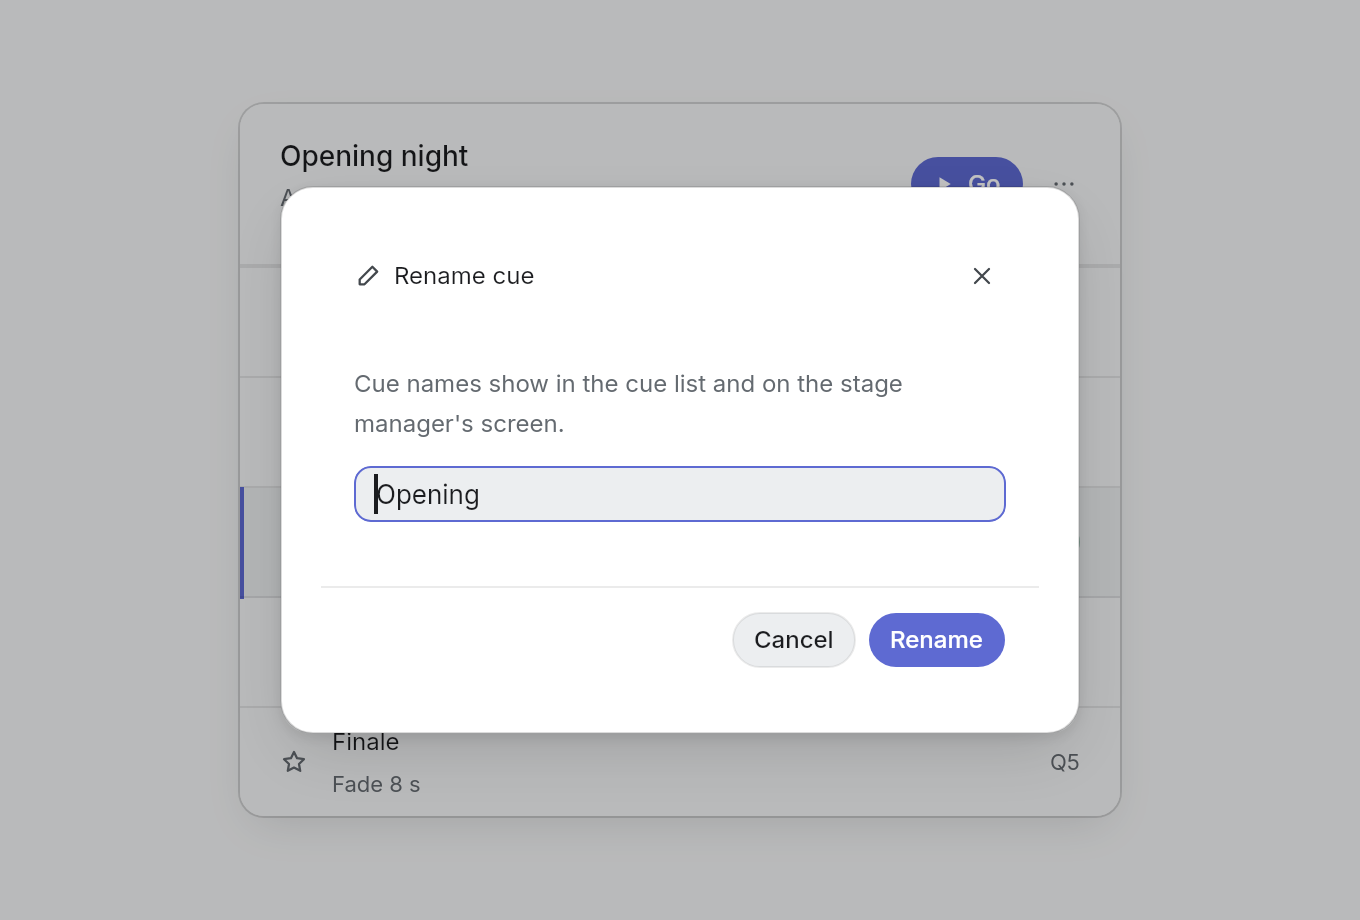 Opening night
Go
Rename cue
Cue names show in the cue list and on the stage
manager's screen.
Opening
Cancel
Rename
Finale
Q5
Fade 8 s